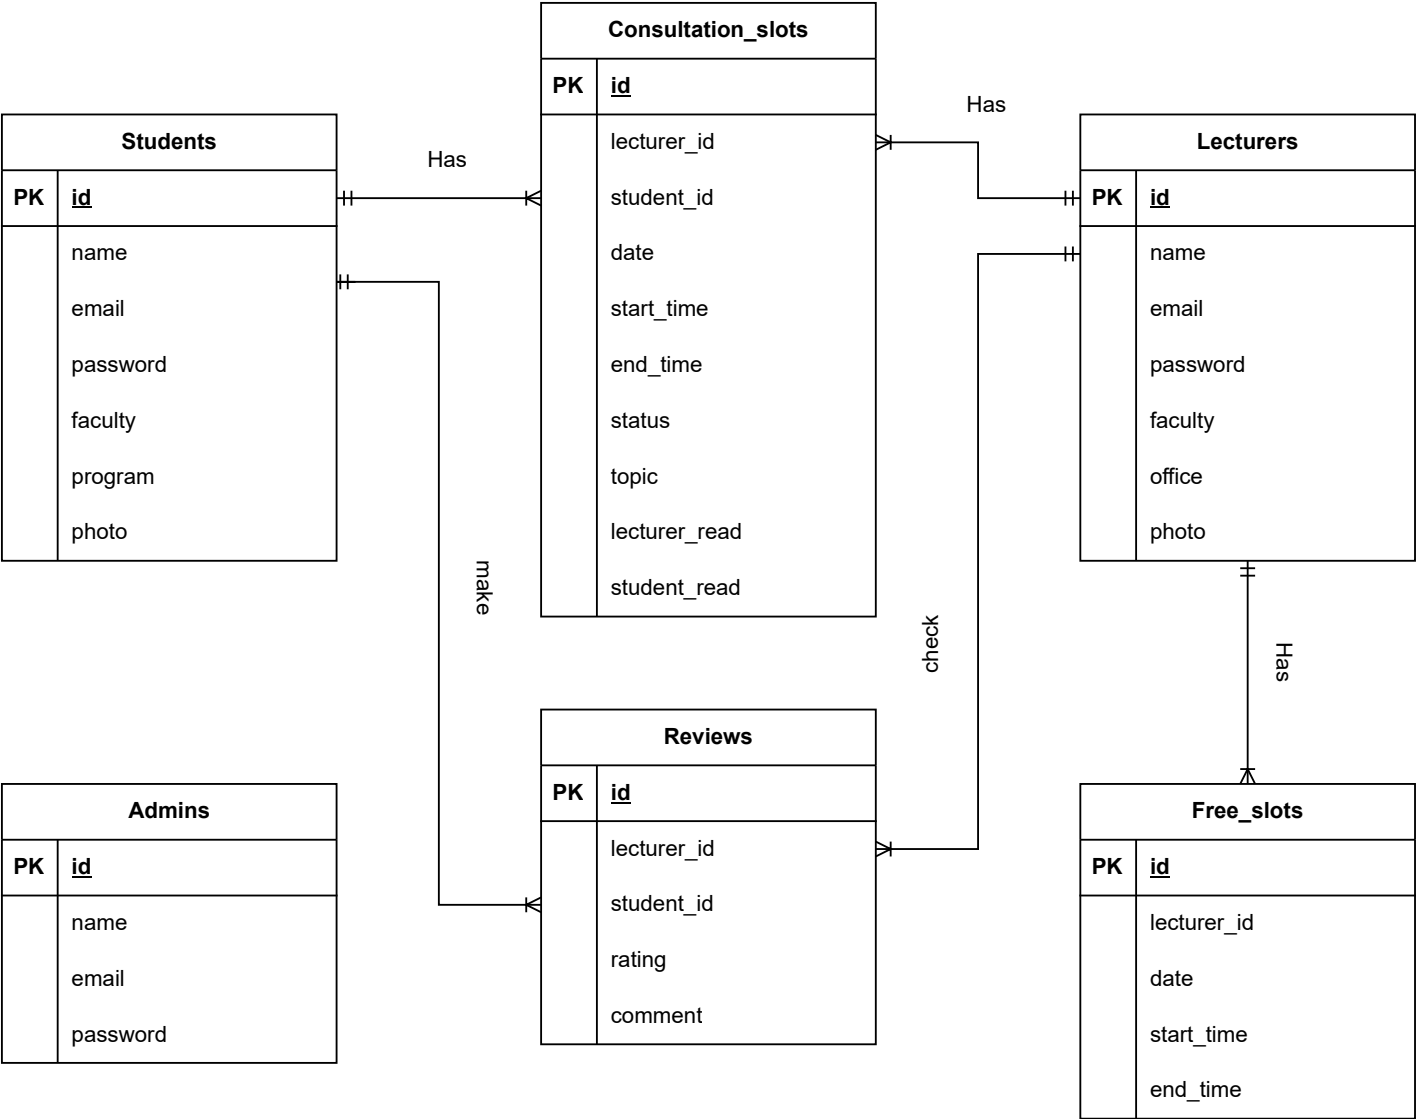 Consultation_slots
PK id
lecturer_id
student_id
date
start_time
end_time
status
topic
lecturer_read
student_read
Students
PK id
name
email
password
faculty
program
photo
Has
Has
Lecturers
PK id
name
email
password
faculty
office
photo
make
check
Has
Reviews
PK id
lecturer_id
student_id
rating
comment
Admins
PK id
name
email
password
Free_slots
PK id
lecturer_id
date
start_time
end_time